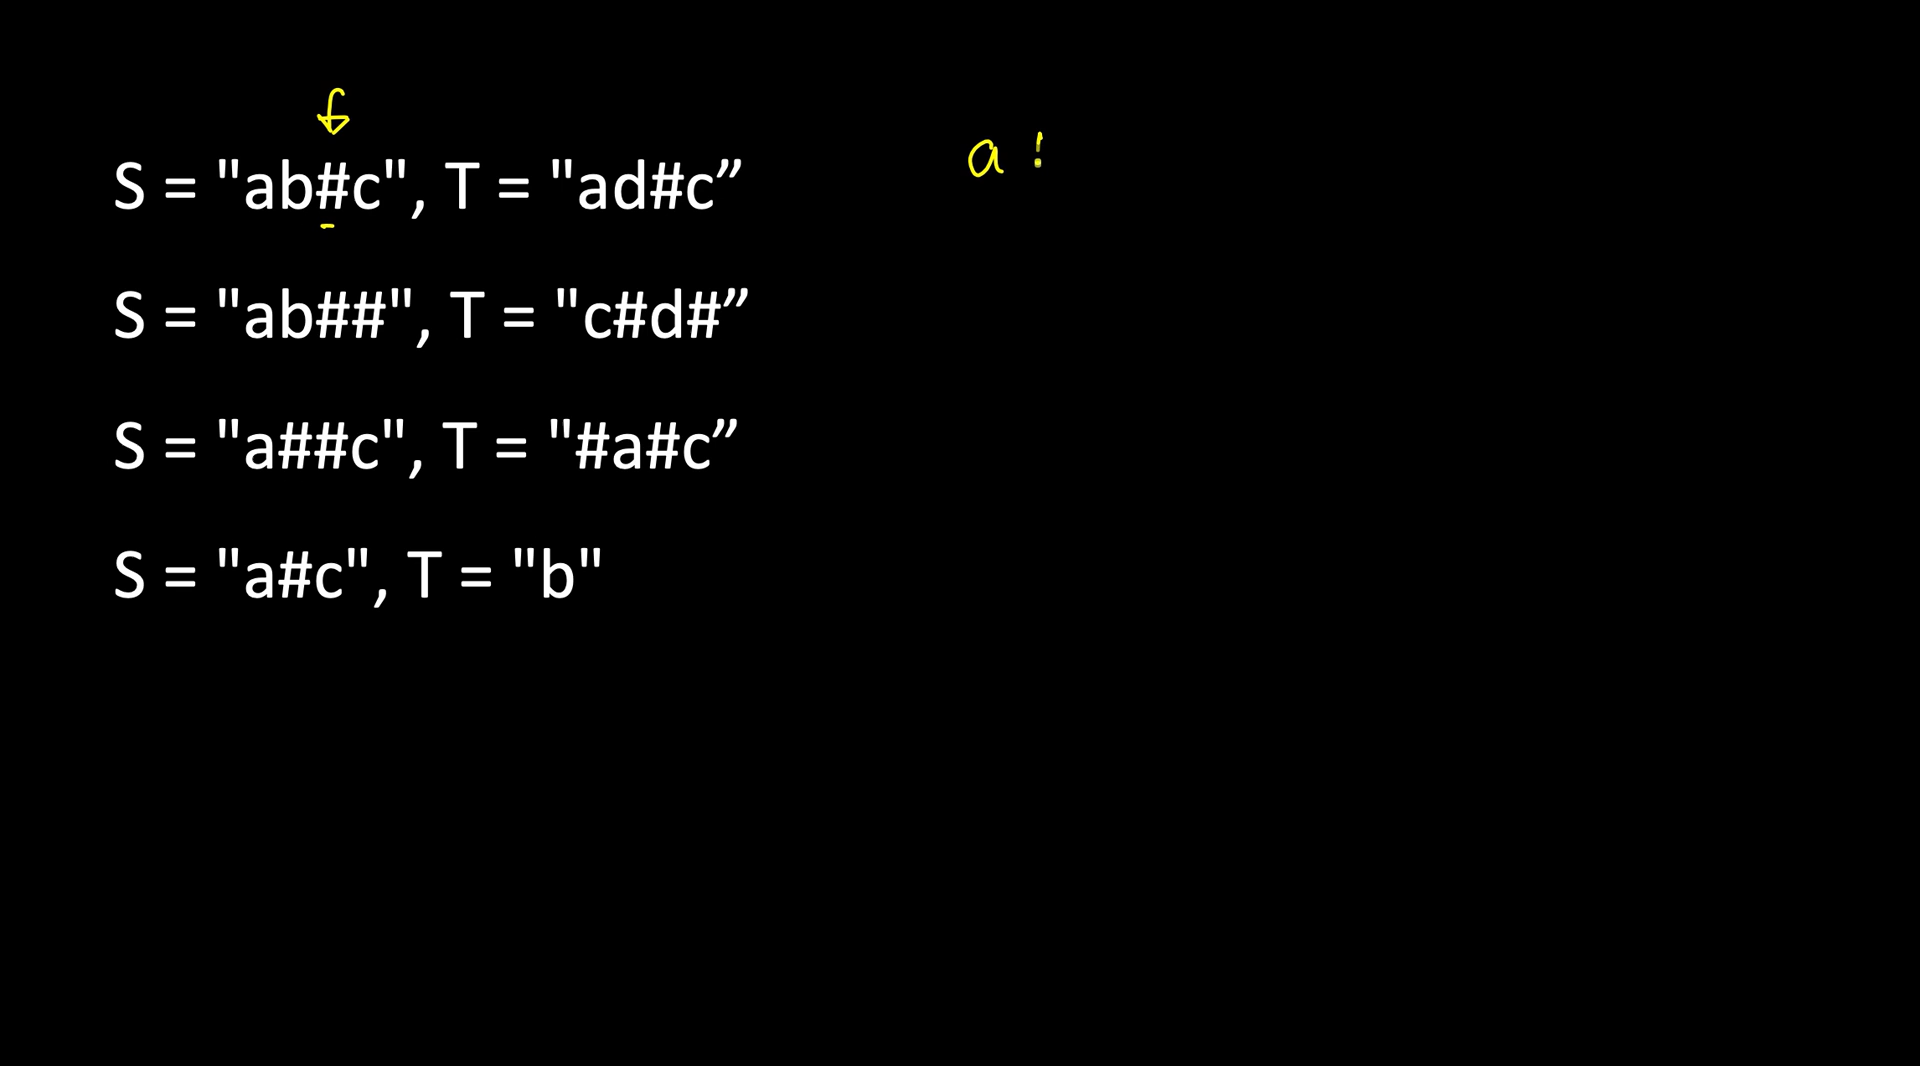 S = "ab#c", T = "ad#c”
a
S = "ab##", T = "c#d#”
S = "a##c", T = "#a#c”
S = "a#c", T = "b"